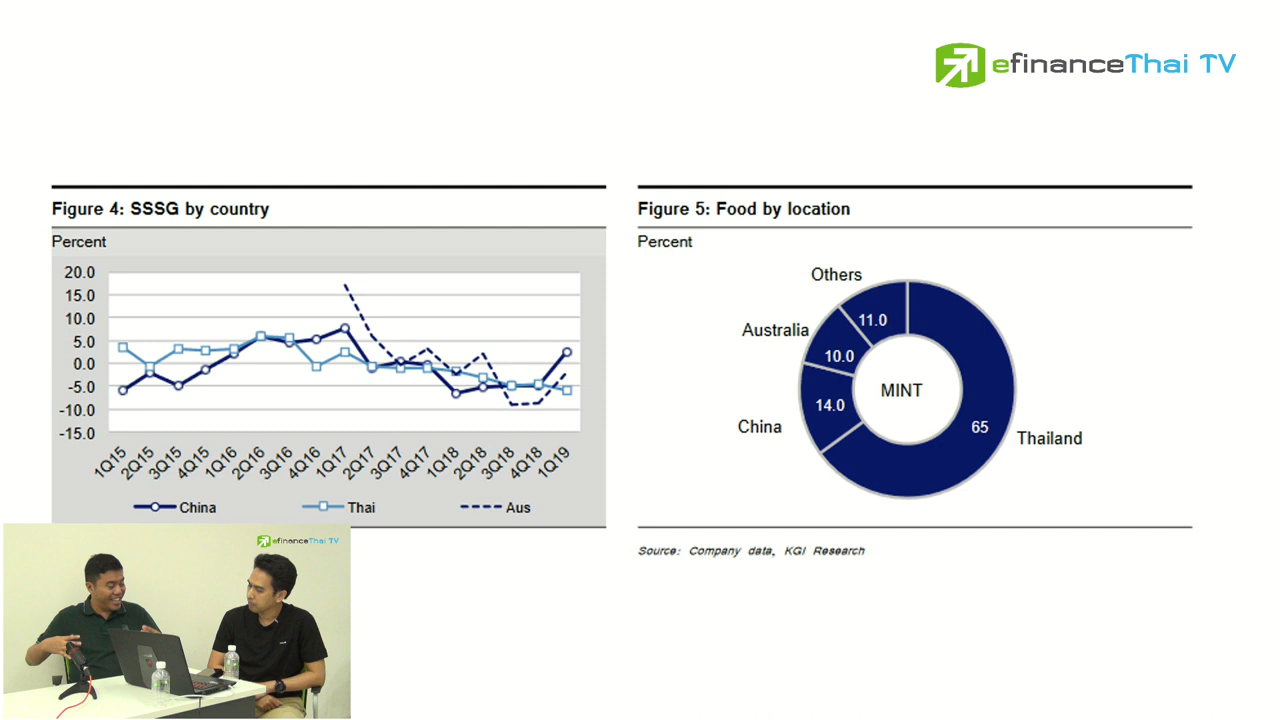 efinanceThai TV
Figure 4: SSSG by country
Percent
20.0
15.0
10.0
5.0
0.0
-5.0
-10.0
-15.0
1Q15 2Q15 3Q15 4Q15 1Q16 2Q16 3Q16 4Q16 1Q17 2Q17 3Q17 4Q17 1Q18 2Q18 3Q18 4Q18 1Q19
China Thai Aus
Figure 5: Food by location
Percent
Others
11.0
Australia
10.0
MINT
14.0
China
65
Thailand
Source: Company data, KGI Research
efinanceThai TV